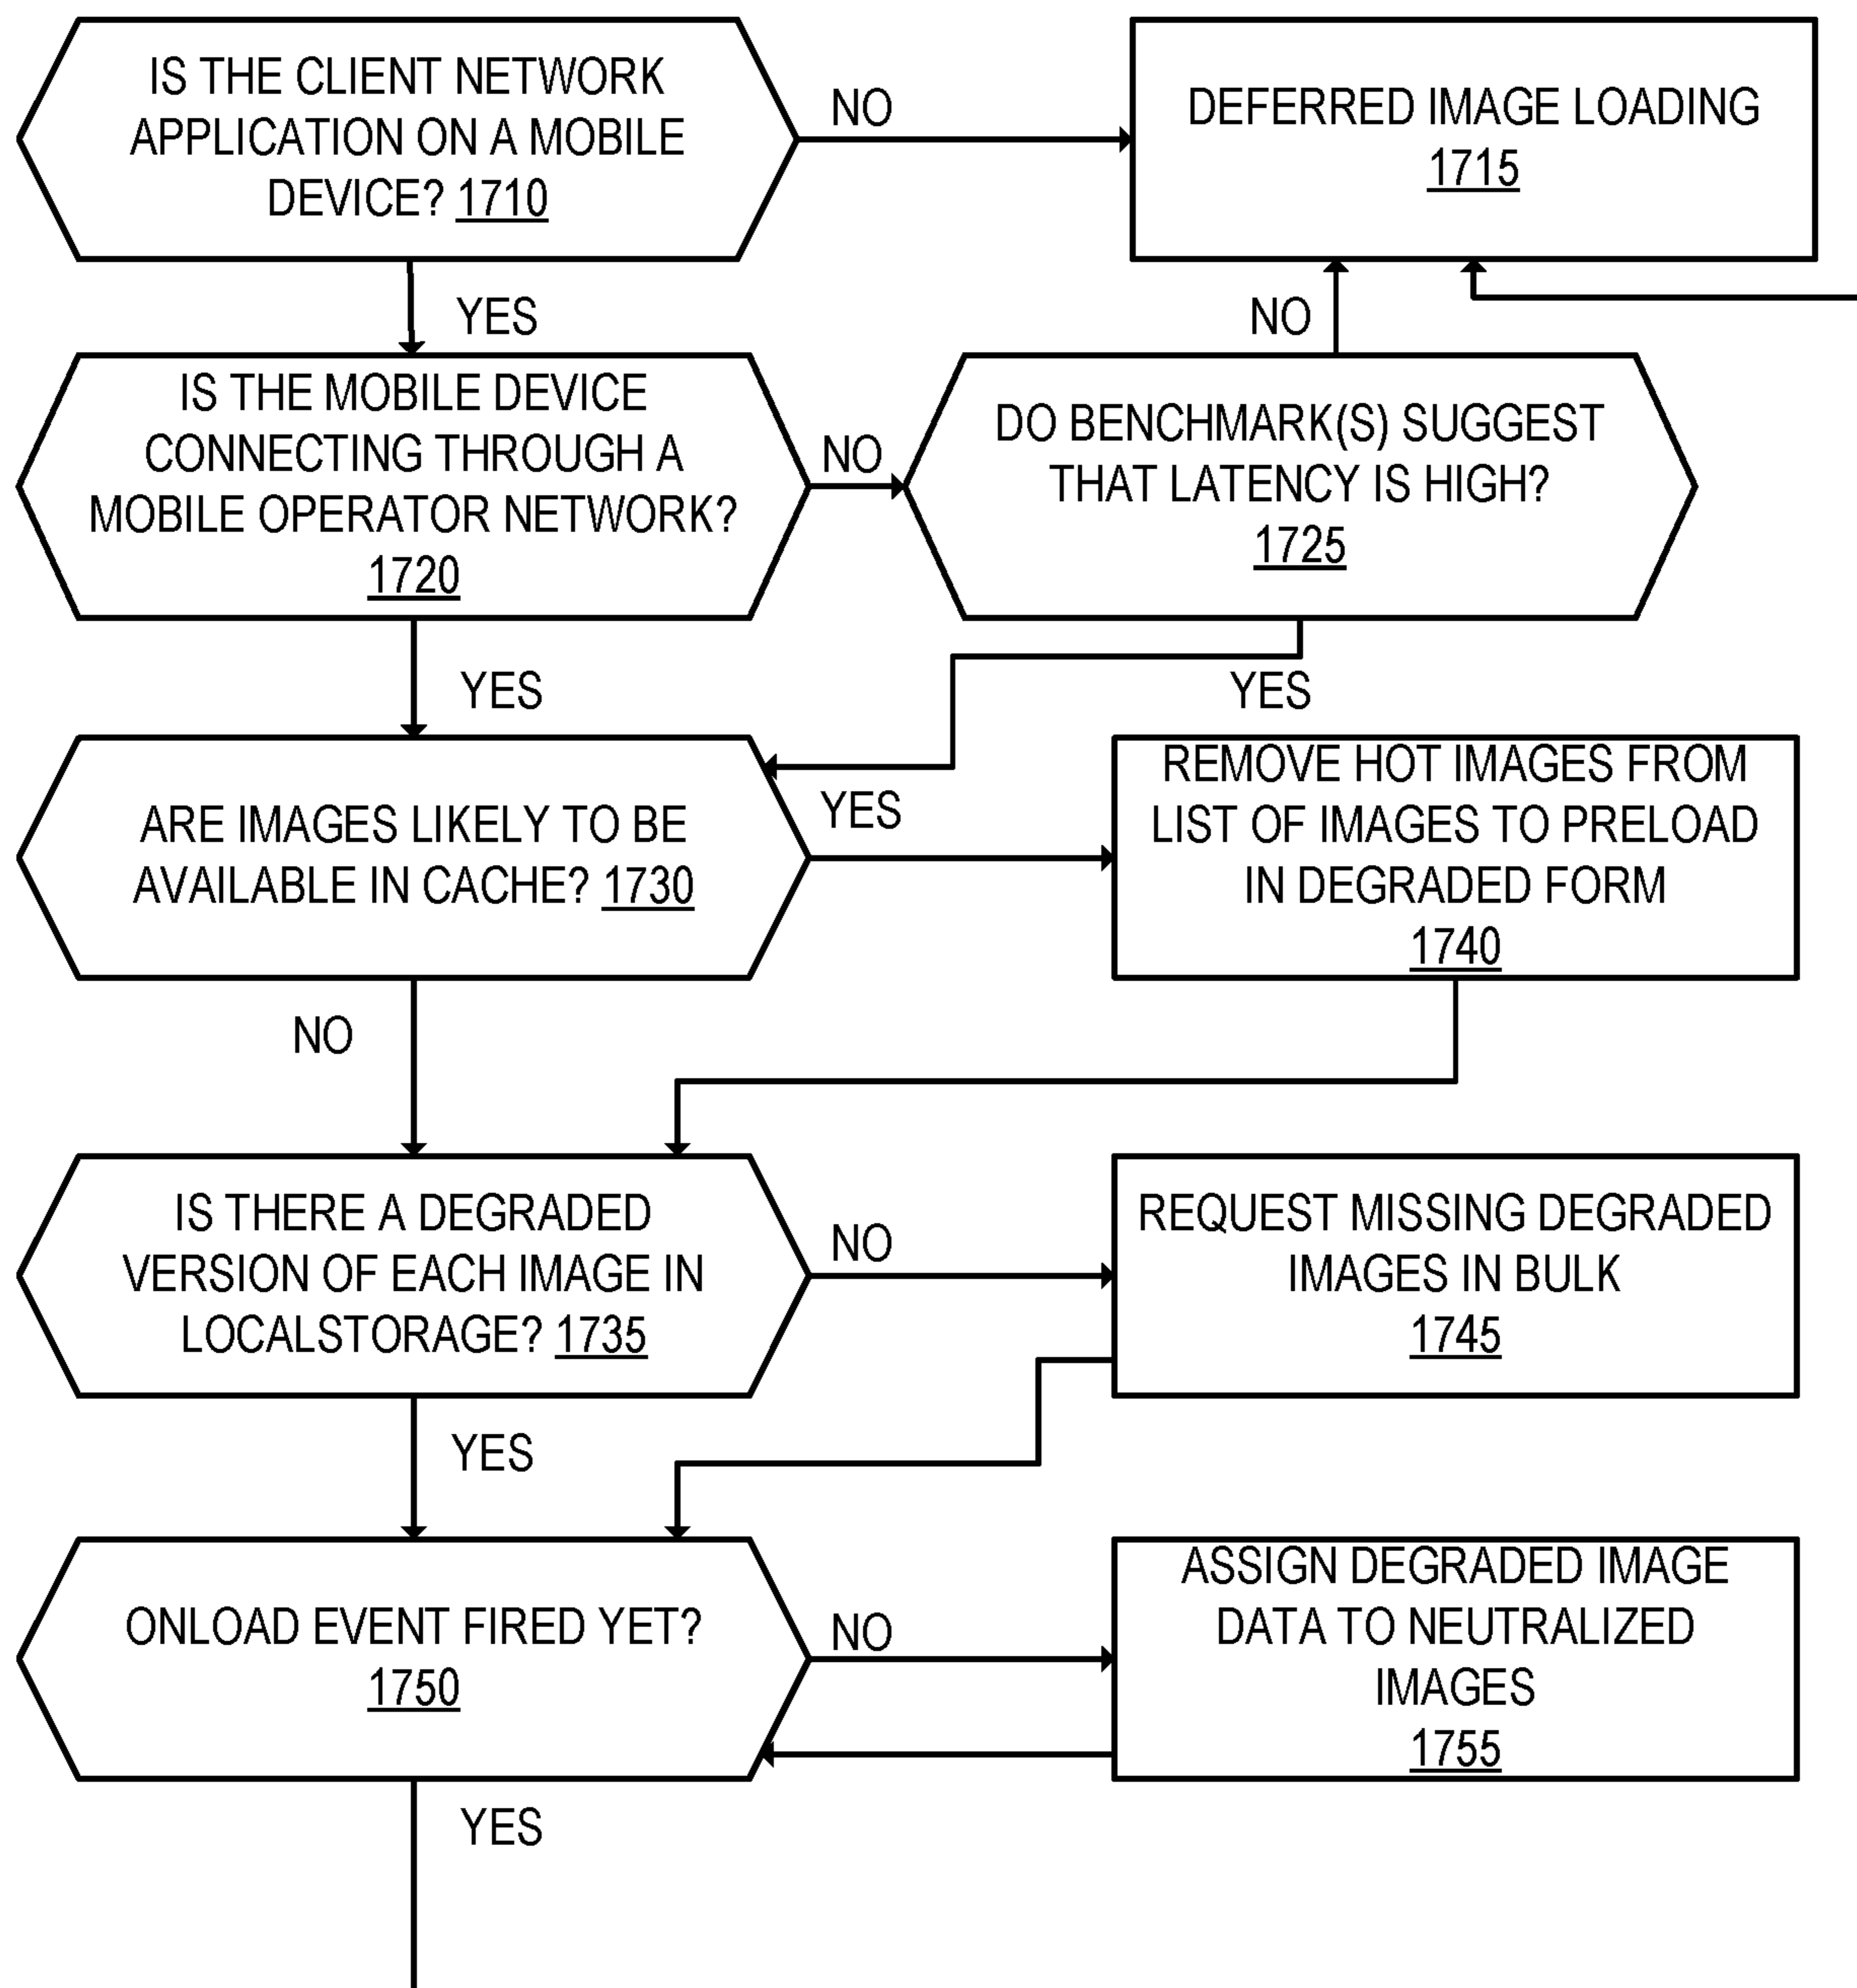 IS THE CLIENT NETWORK
APPLICATION ON A MOBILE
DEVICE? 1710
NO
DEFERRED IMAGE LOADING
1715
YES
NO
IS THE MOBILE DEVICE
CONNECTING THROUGH A
MOBILE OPERATOR NETWORK?
1720
NO
DO BENCHMARK(S) SUGGEST
THAT LATENCY IS HIGH?
1725
YES
YES
ARE IMAGES LIKELY TO BE
AVAILABLE IN CACHE? 1730
YES
REMOVE HOT IMAGES FROM
LIST OF IMAGES TO PRELOAD
IN DEGRADED FORM
1740
NO
IS THERE A DEGRADED
VERSION OF EACH IMAGE IN
LOCALSTORAGE? 1735
NO
REQUEST MISSING DEGRADED
IMAGES IN BULK
1745
YES
ONLOAD EVENT FIRED YET?
1750
NO
ASSIGN DEGRADED IMAGE
DATA TO NEUTRALIZED
IMAGES
1755
YES